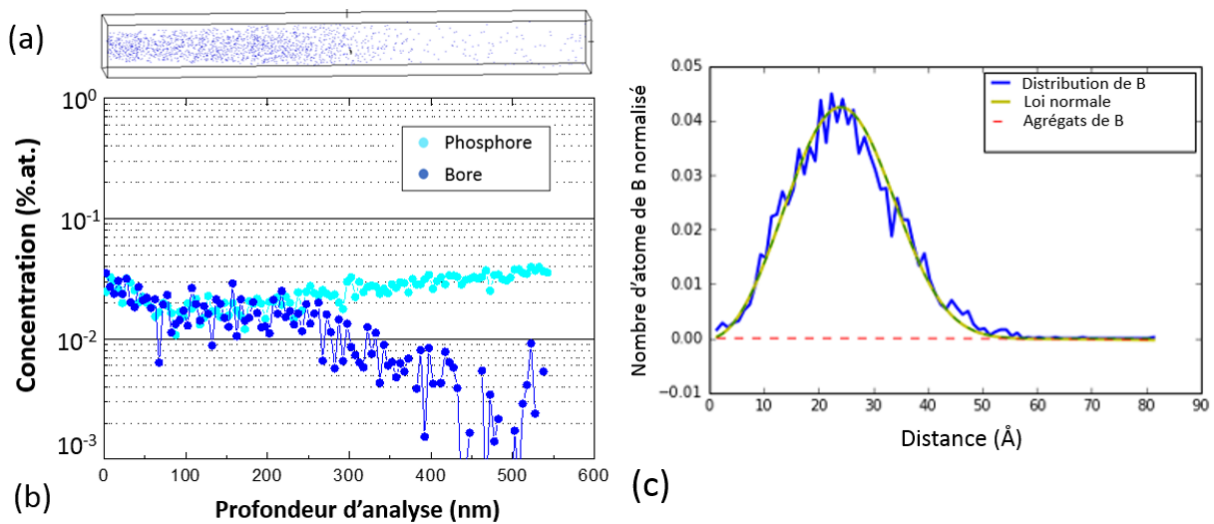 (a)
10⁰
10⁻¹
10⁻²
10⁻³
Concentration (%.at.)
Phosphore
Bore
0 100 200 300 400 500 600
Profondeur d'analyse (nm)
(b)
0.05
0.04
0.03
0.02
0.01
0.00
−0.01
Nombre d'atome de B normalisé
Distribution de B
Loi normale
Agrégats de B
0 10 20 30 40 50 60 70 80 90
Distance (Å)
(c)